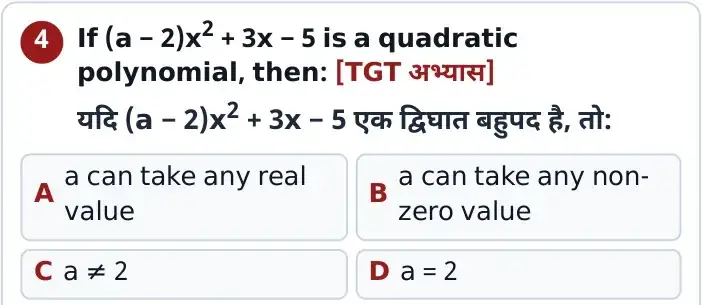 4 If (a – 2)x² + 3x – 5 is a quadratic
polynomial, then: [TGT अभ्यास]
यदि (a – 2)x² + 3x – 5 एक द्विघात बहुपद है, तो:
A a can take any real
value
B a can take any non-
zero value
C a ≠ 2
D a = 2